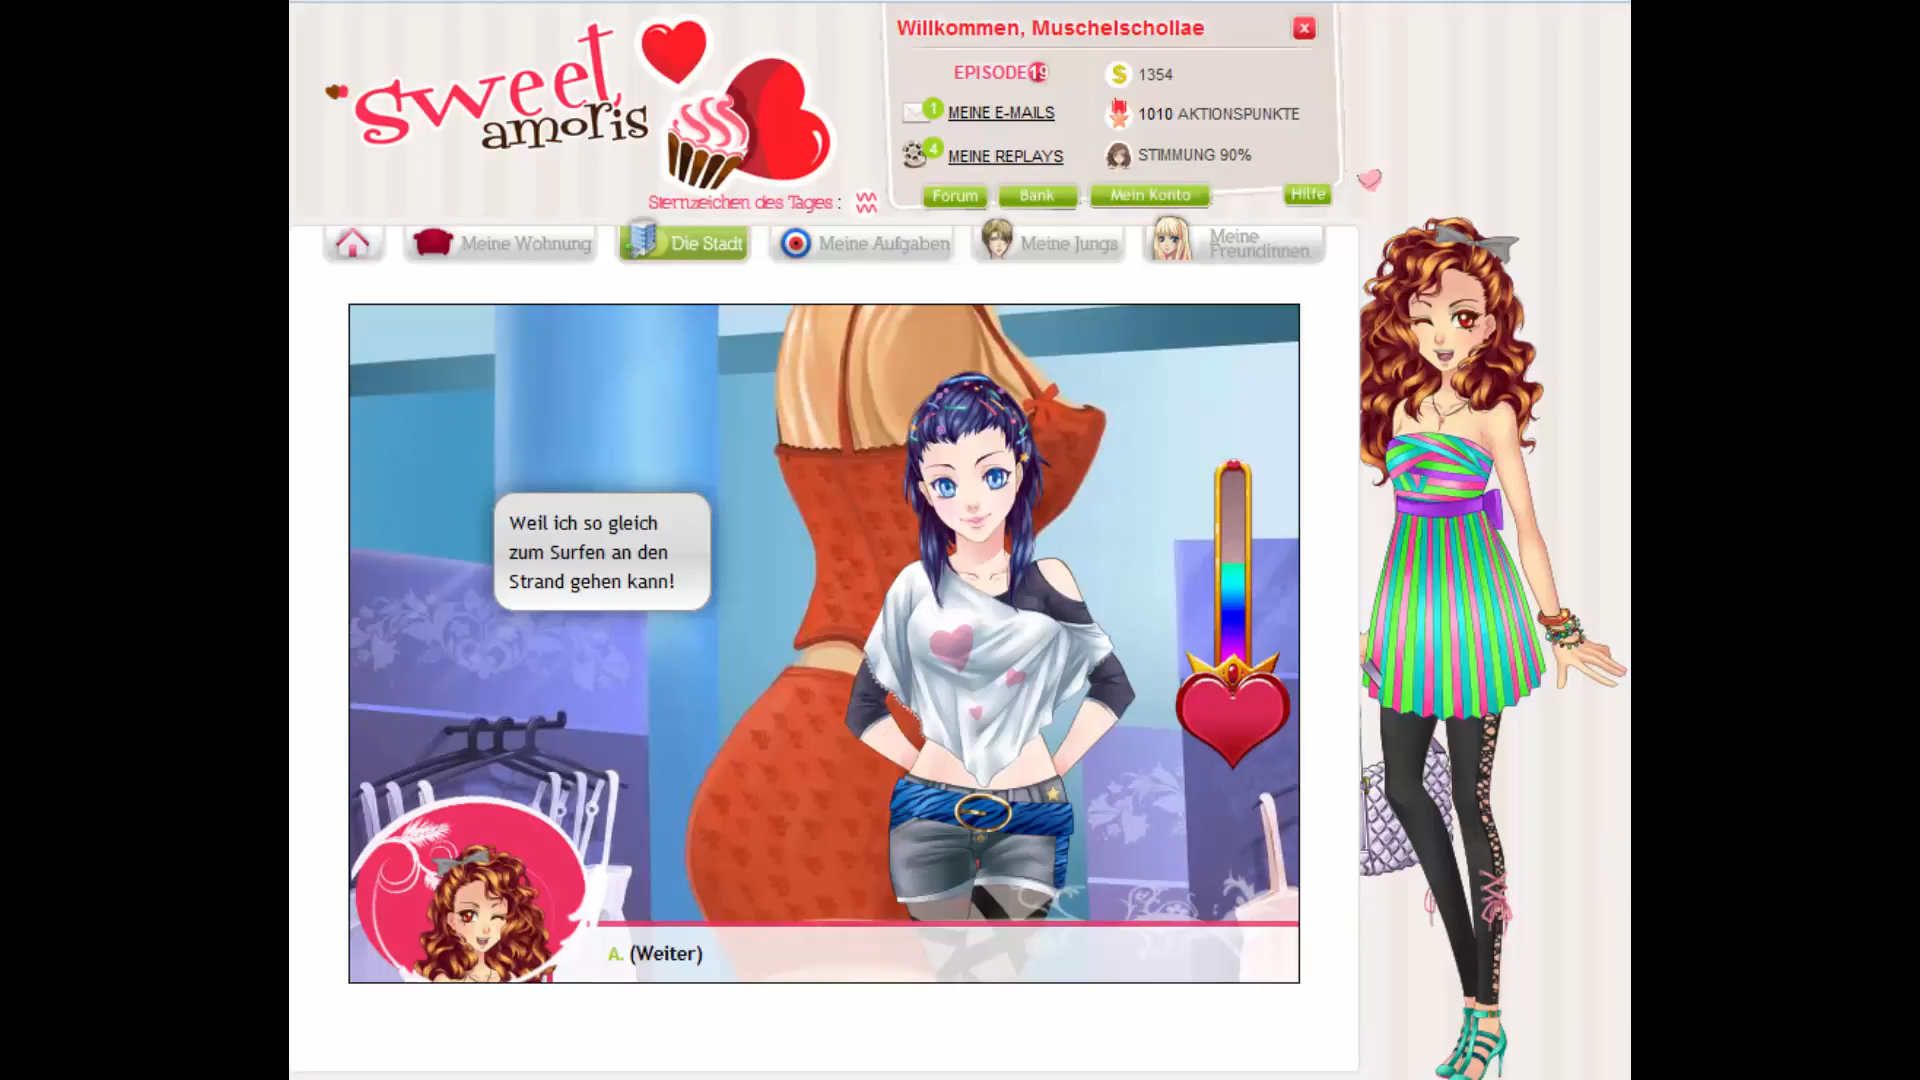 Sweet
amoris
Willkommen, Muschelschollae
EPISODE 19
$ 1354
1 MEINE E-MAILS
1010 AKTIONSPUNKTE
4 MEINE REPLAYS
STIMMUNG 90%
Sternzeichen des Tages :
Forum
Bank
Mein Konto
Hilfe
Meine Wohnung
Die Stadt
Meine Aufgaben
Meine Jungs
Meine
Freundinnen
Weil ich so gleich
zum Surfen an den
Strand gehen kann!
A. (Weiter)